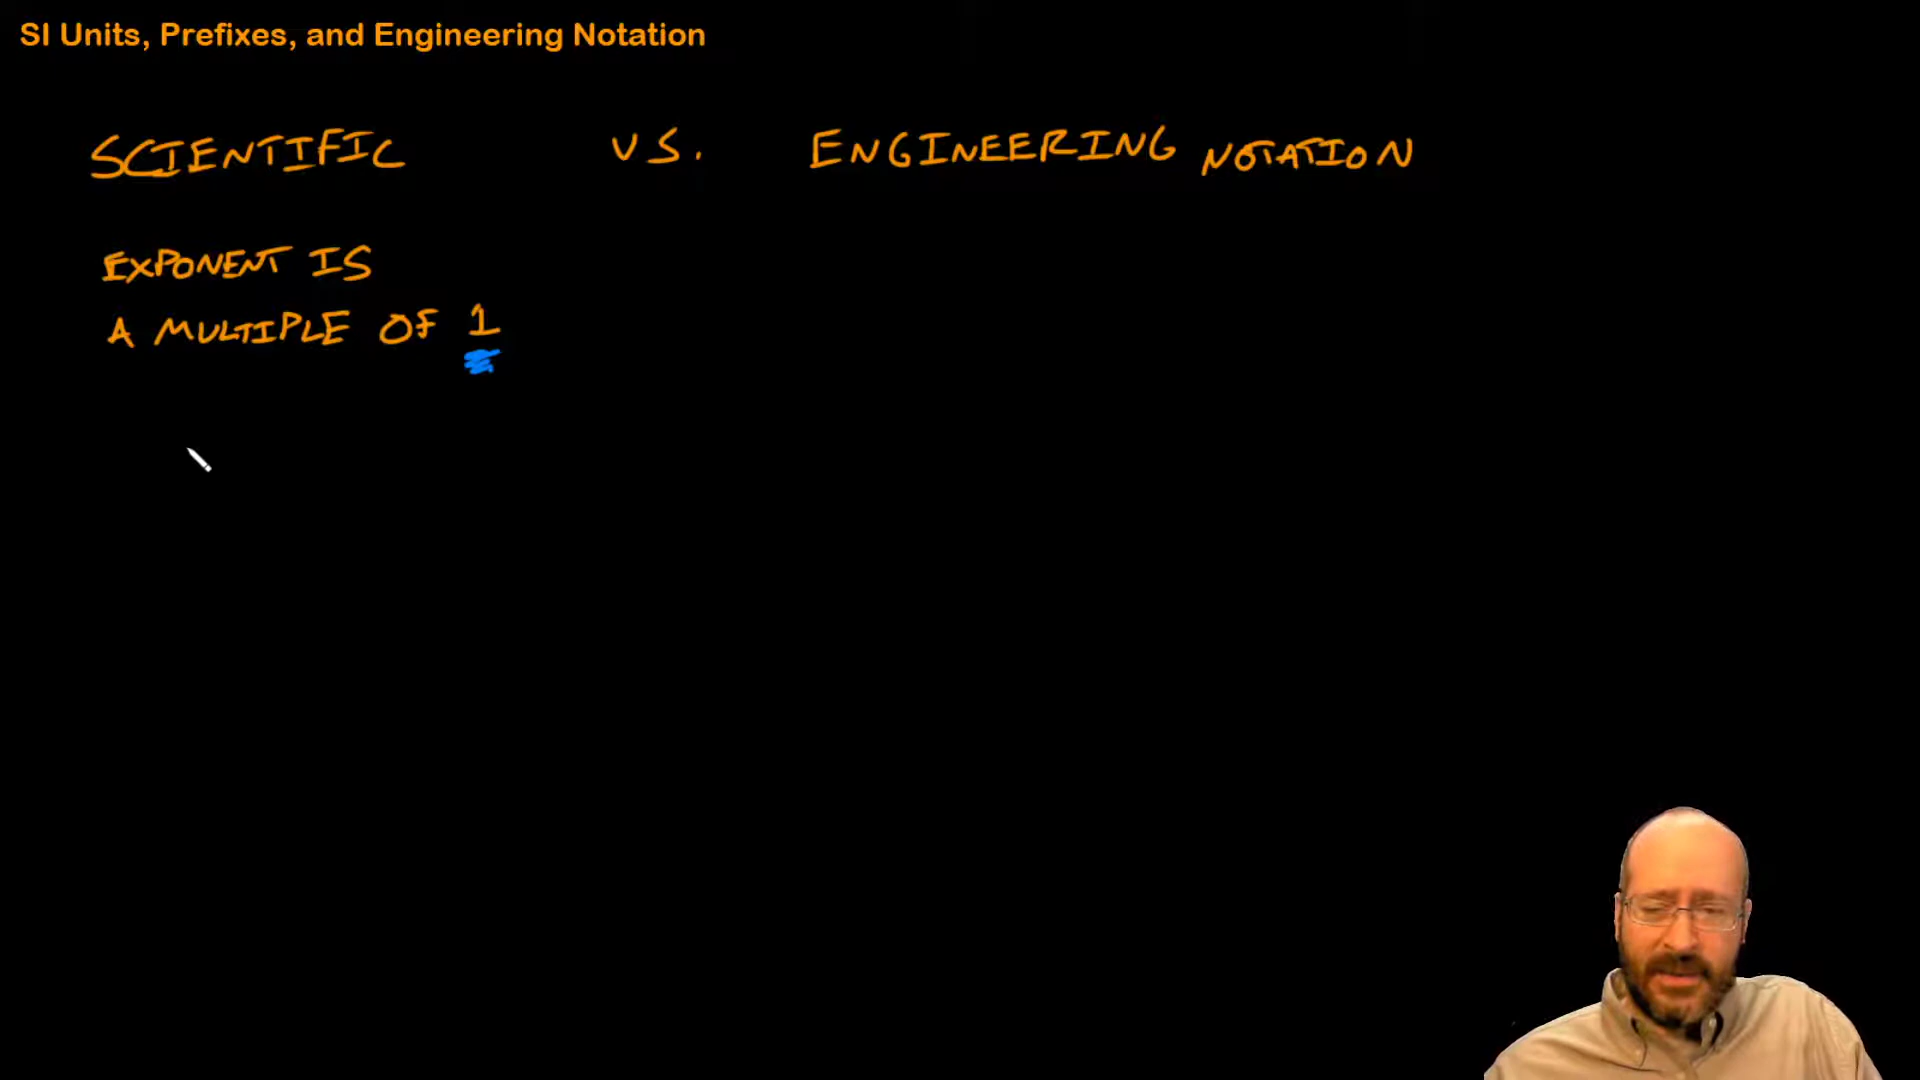 SI Units, Prefixes, and Engineering Notation
SCIENTIFIC VS. ENGINEERING NOTATION
EXPONENT IS
A MULTIPLE OF 1